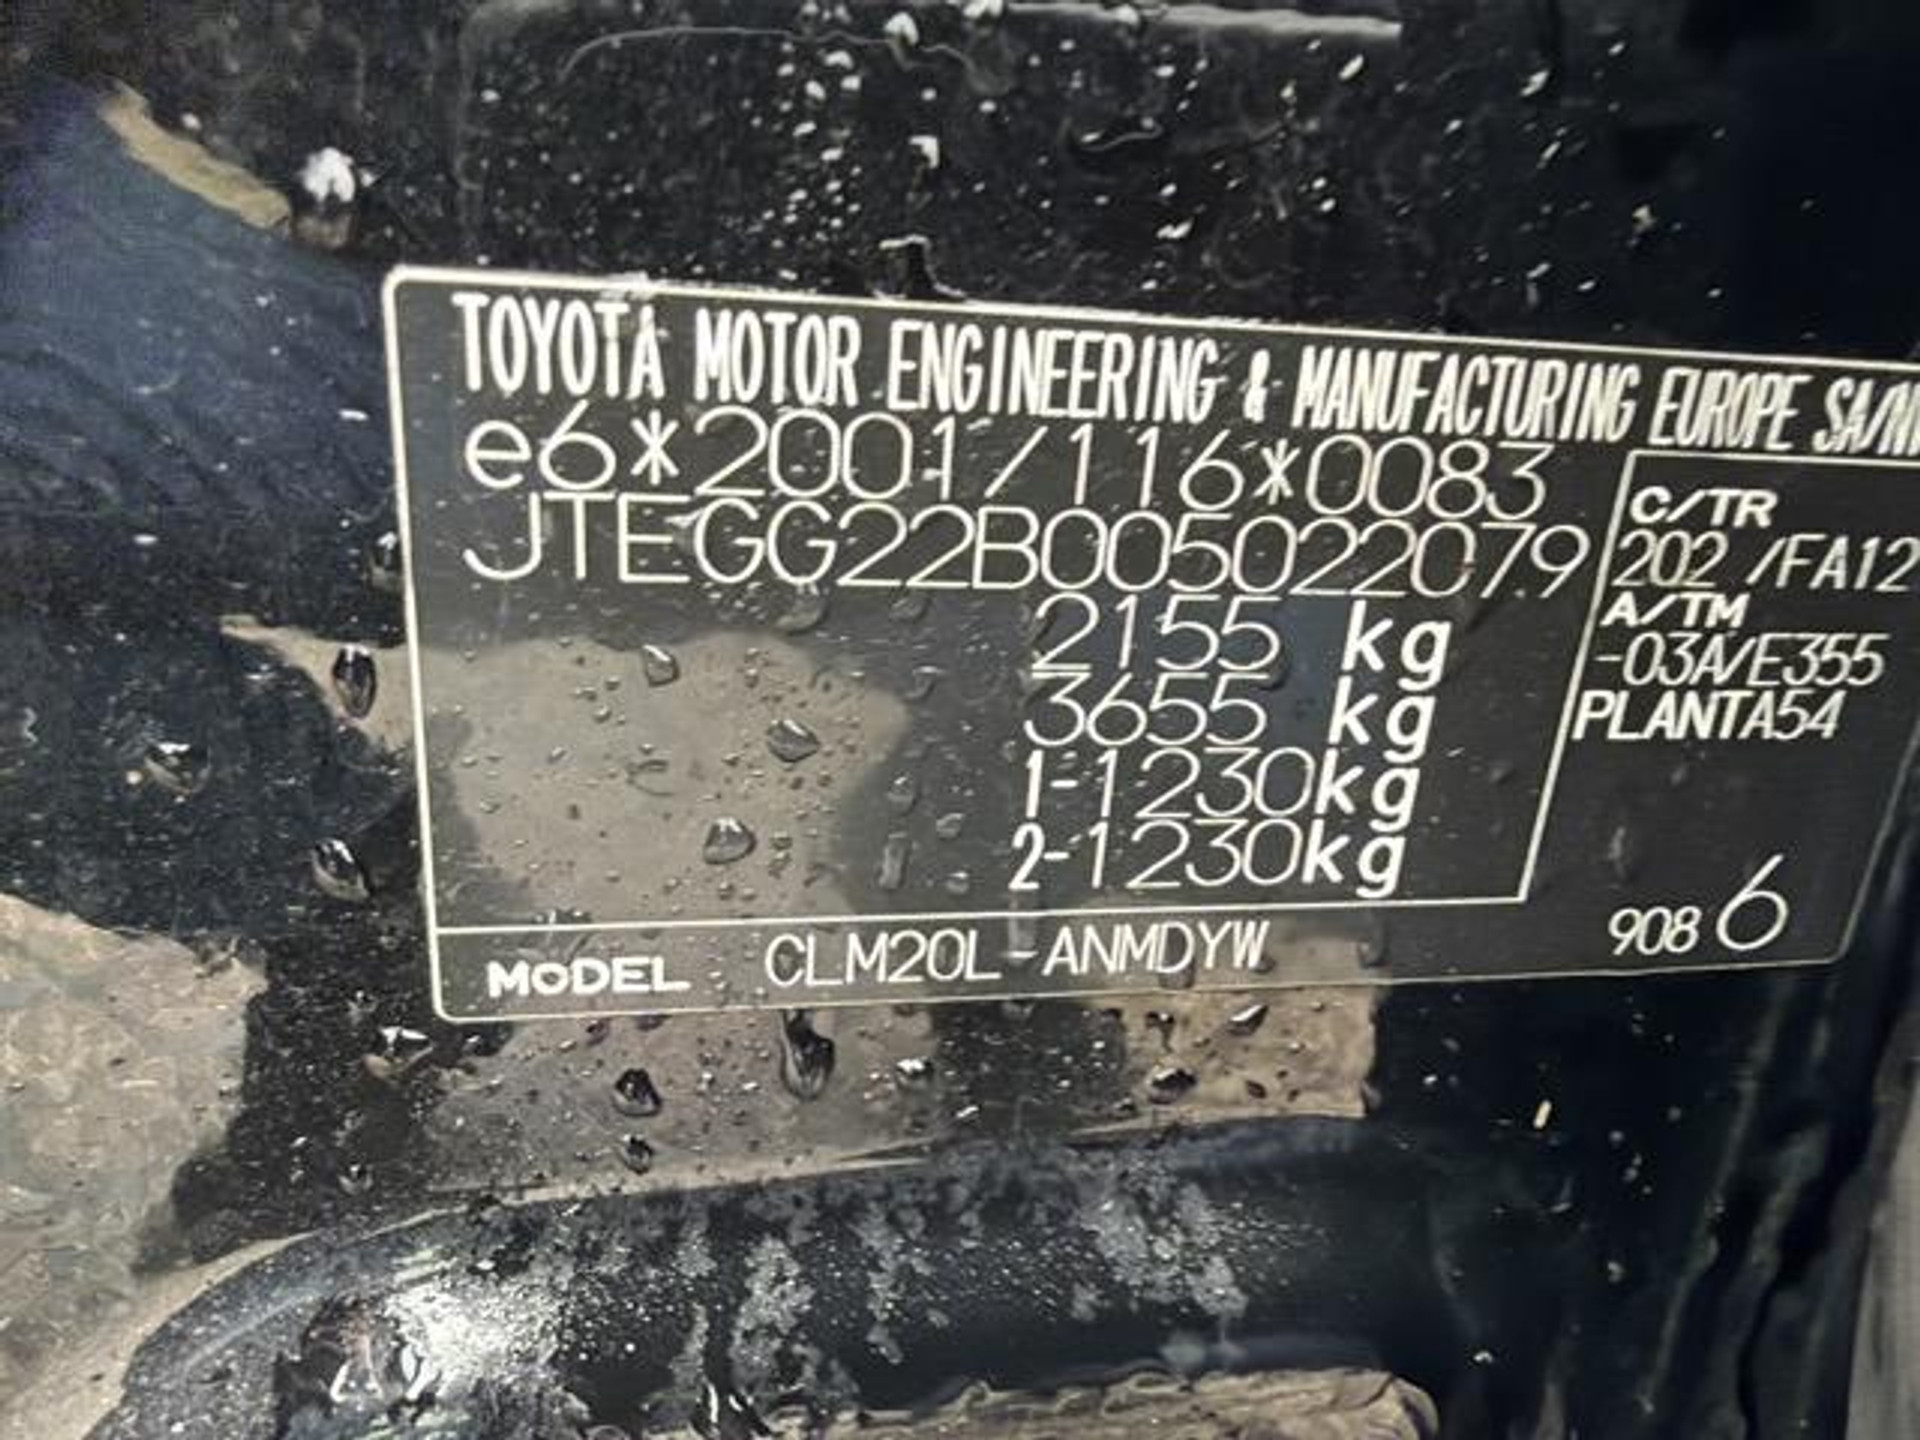 TOYOTA MOTOR ENGINEERING & MANUFACTURING EUROPE SA/NV
e6*2001/116*0083
JTEGG22B005022079
2155 kg
3655 kg
1-1230kg
2-1230kg
C/TR
202 /FA12
A/TM
-03A/E355
PLANTA54
908 6
MODEL CLM20L-ANMDYW